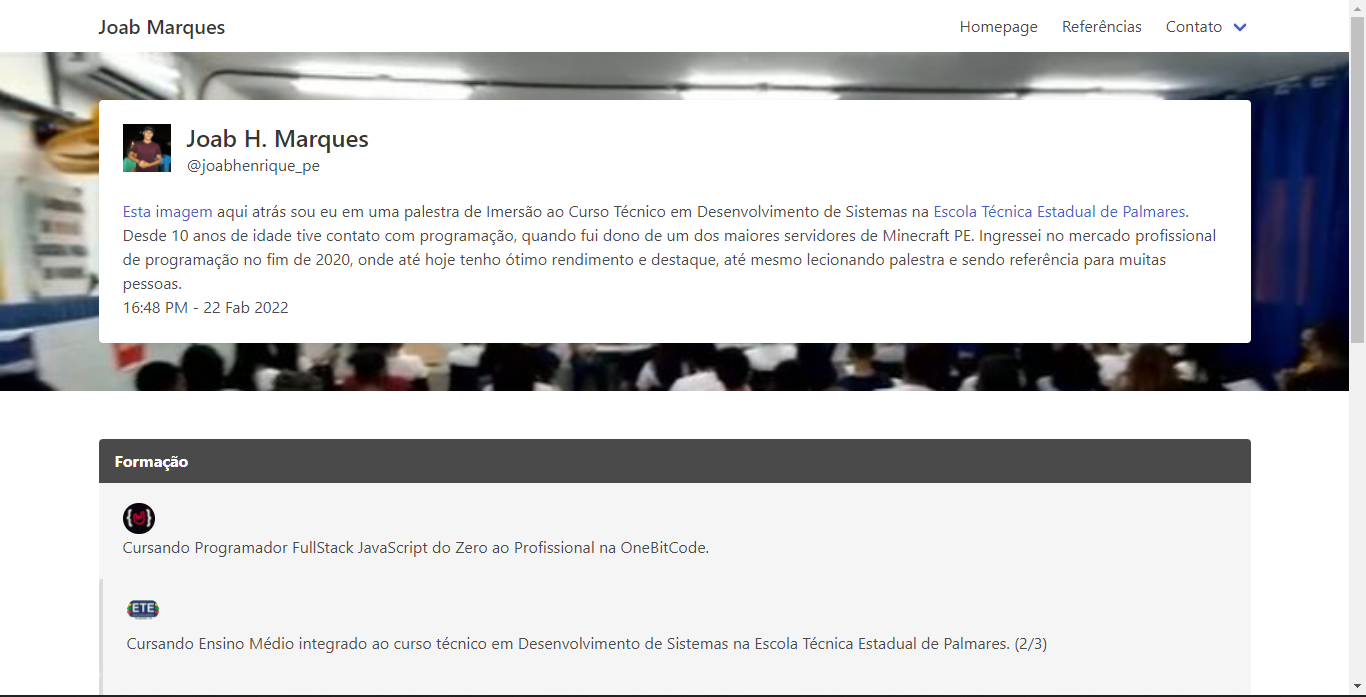 Joab Marques
Homepage Referências Contato
Joab H. Marques
@joabhenrique_pe
Esta imagem aqui atrás sou eu em uma palestra de Imersão ao Curso Técnico em Desenvolvimento de Sistemas na Escola Técnica Estadual de Palmares.
Desde 10 anos de idade tive contato com programação, quando fui dono de um dos maiores servidores de Minecraft PE. Ingressei no mercado profissional
de programação no fim de 2020, onde até hoje tenho ótimo rendimento e destaque, até mesmo lecionando palestra e sendo referência para muitas
pessoas.
16:48 PM - 22 Fab 2022
Formação
Cursando Programador FullStack JavaScript do Zero ao Profissional na OneBitCode.
ETE
Cursando Ensino Médio integrado ao curso técnico em Desenvolvimento de Sistemas na Escola Técnica Estadual de Palmares. (2/3)